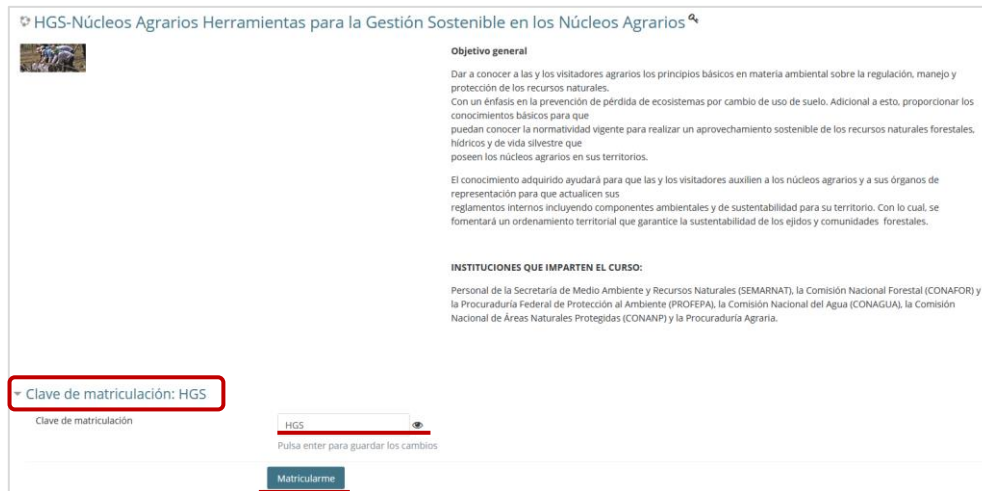 HGS-Núcleos Agrarios Herramientas para la Gestión Sostenible en los Núcleos Agrarios
Objetivo general
Dar a conocer a las y los visitadores agrarios los principios básicos en materia ambiental sobre la regulación, manejo y
protección de los recursos naturales.
Con un énfasis en la prevención de pérdida de ecosistemas por cambio de uso de suelo. Adicional a esto, proporcionar los
conocimientos básicos para que
puedan conocer la normatividad vigente para realizar un aprovechamiento sostenible de los recursos naturales forestales,
hídricos y de vida silvestre que
poseen los núcleos agrarios en sus territorios.
El conocimiento adquirido ayudará para que las y los visitadores auxilien a los núcleos agrarios y a sus órganos de
representación para que actualicen sus
reglamentos internos incluyendo componentes ambientales y de sustentabilidad para su territorio. Con lo cual, se
fomentará un ordenamiento territorial que garantice la sustentabilidad de los ejidos y comunidades forestales.
INSTITUCIONES QUE IMPARTEN EL CURSO:
Personal de la Secretaría de Medio Ambiente y Recursos Naturales (SEMARNAT), la Comisión Nacional Forestal (CONAFOR) y
la Procuraduría Federal de Protección al Ambiente (PROFEPA), la Comisión Nacional del Agua (CONAGUA), la Comisión
Nacional de Áreas Naturales Protegidas (CONANP) y la Procuraduría Agraria.
Clave de matriculación: HGS
Clave de matriculación
HGS
Pulsa enter para guardar los cambios
Matricularme